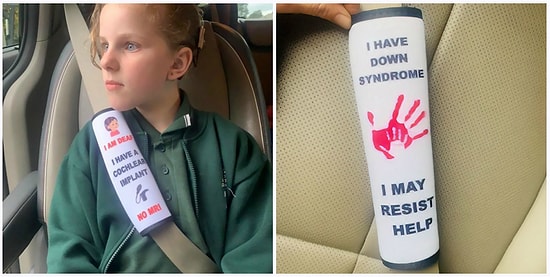 I AM DEAF
I HAVE A
COCHLEAR
IMPLANT
NO MRI
I HAVE
DOWN
SYNDROME
I MAY
RESIST
HELP